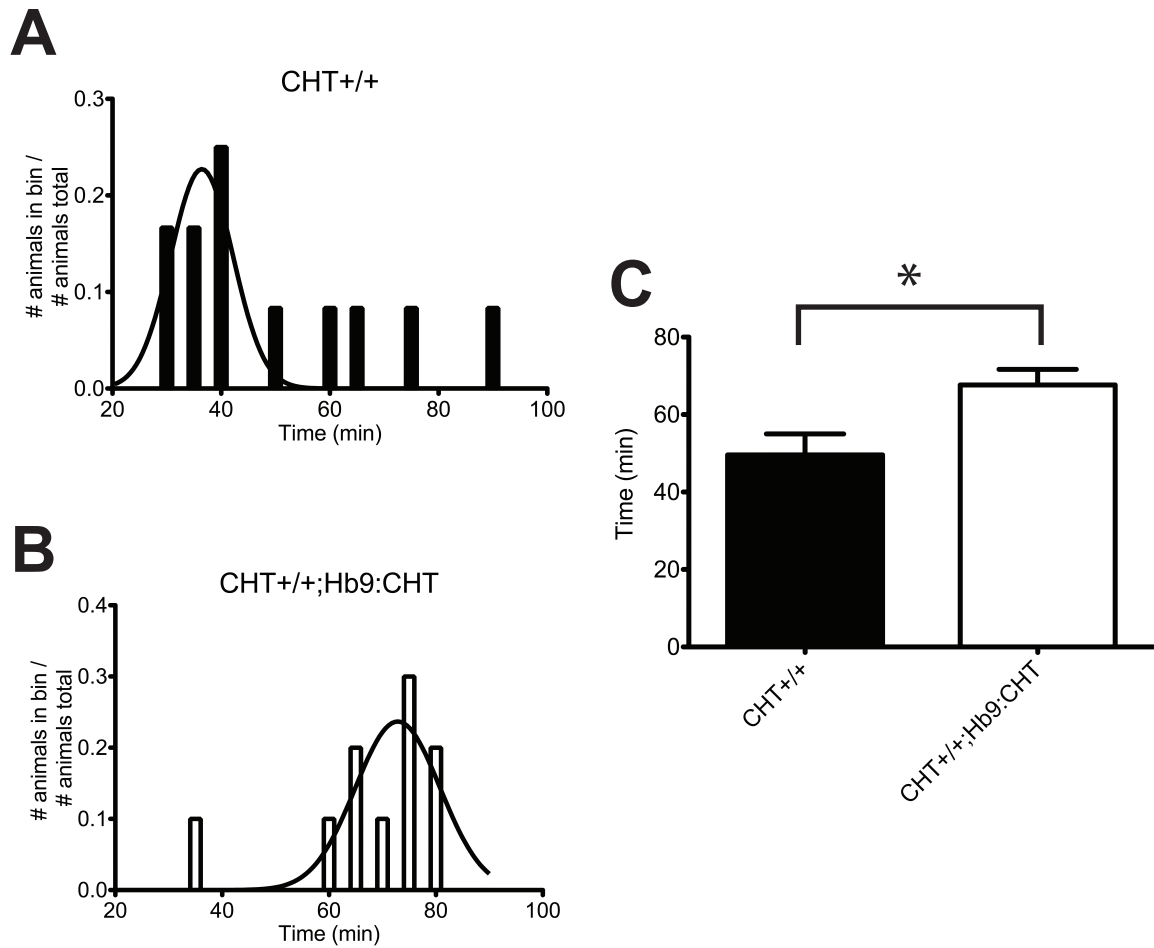 A
CHT+/+
# animals in bin /
# animals total
0.3
0.2
0.1
0.0
20 40 60 80 100
Time (min)
B
CHT+/+;Hb9:CHT
# animals in bin /
# animals total
0.4
0.3
0.2
0.1
0.0
20 40 60 80 100
Time (min)
C
*
Time (min)
80
60
40
20
0
CHT+/+
CHT+/+;Hb9:CHT